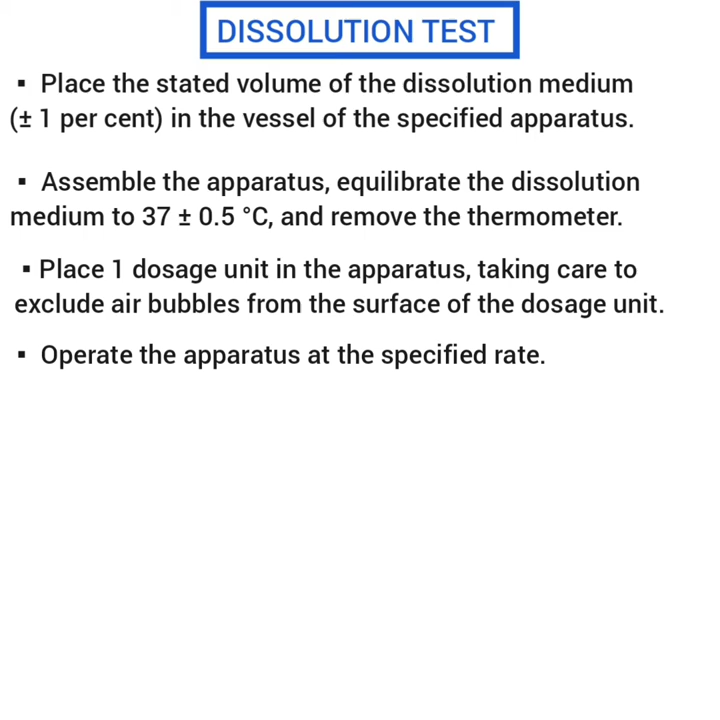 DISSOLUTION TEST
▪ Place the stated volume of the dissolution medium
(± 1 per cent) in the vessel of the specified apparatus.
▪ Assemble the apparatus, equilibrate the dissolution
medium to 37 ± 0.5 °C, and remove the thermometer.
▪ Place 1 dosage unit in the apparatus, taking care to
exclude air bubbles from the surface of the dosage unit.
▪ Operate the apparatus at the specified rate.